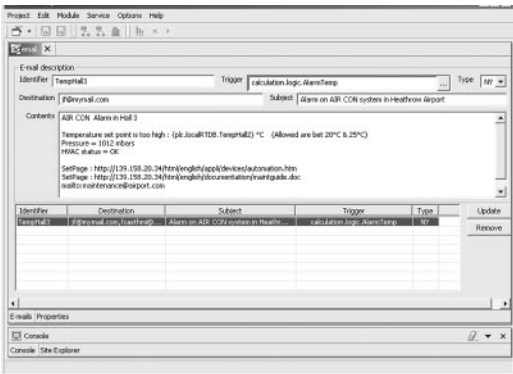 Project Edit Module Service Options Help
E-mail
E-mail description
Identifier TempHall3 Trigger calculation.logic.AlarmTemp ... Type NY
Destination jf@mymail.com Subject Alarm on AIR CON system in Heathrow Airport
Contents AIR CON Alarm in Hall 3
Temperature set point is too high : (plc.localRTDB.TempHall2) °C (Allowed are bet 20°C & 25°C)
Pressure = 1012 mbars
HVAC status = OK
SetPage : http://139.158.20.34/html/english/appli/devices/automation.htm
SetPage : http://139.158.20.34/html/english/documentation/maintguide.doc
mailto:maintenance@airport.com
Identifier Destination Subject Trigger Type Update
TempHall3 Alarm on AIR CON system in Heathr... calculation.logic.AlarmTemp NY
Remove
E-mails Properties
Console
Console Site Explorer